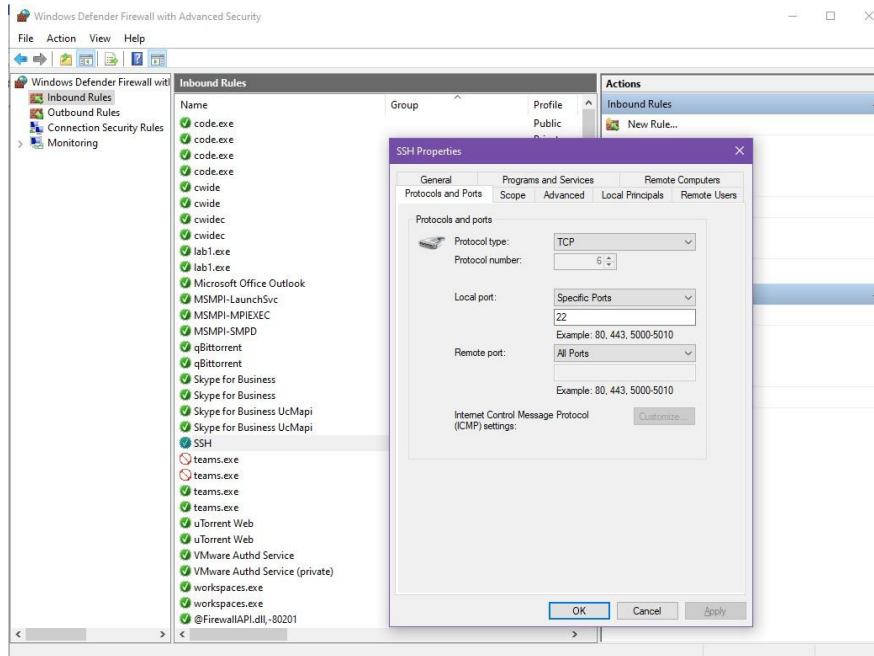 Windows Defender Firewall with Advanced Security
File Action View Help
Windows Defender Firewall witl
Inbound Rules
Outbound Rules
Connection Security Rules
Monitoring
Inbound Rules
Name Group Profile
code.exe Public
code.exe
code.exe
code.exe
cwide
cwide
cwidec
cwidec
lab1.exe
lab1.exe
Microsoft Office Outlook
MSMPI-LaunchSvc
MSMPI-MPIEXEC
MSMPI-SMPD
qBittorrent
qBittorrent
Skype for Business
Skype for Business
Skype for Business UcMapi
Skype for Business UcMapi
SSH
teams.exe
teams.exe
teams.exe
teams.exe
uTorrent Web
uTorrent Web
VMware Authd Service
VMware Authd Service (private)
workspaces.exe
workspaces.exe
@FirewallAPI.dll,-80201
Actions
Inbound Rules
New Rule...
SSH Properties
General Programs and Services Remote Computers
Protocols and Ports Scope Advanced Local Principals Remote Users
Protocols and ports
Protocol type: TCP
Protocol number: 6
Local port: Specific Ports
22
Example: 80, 443, 5000-5010
Remote port: All Ports
Example: 80, 443, 5000-5010
Internet Control Message Protocol
(ICMP) settings:
Customize...
OK Cancel Apply